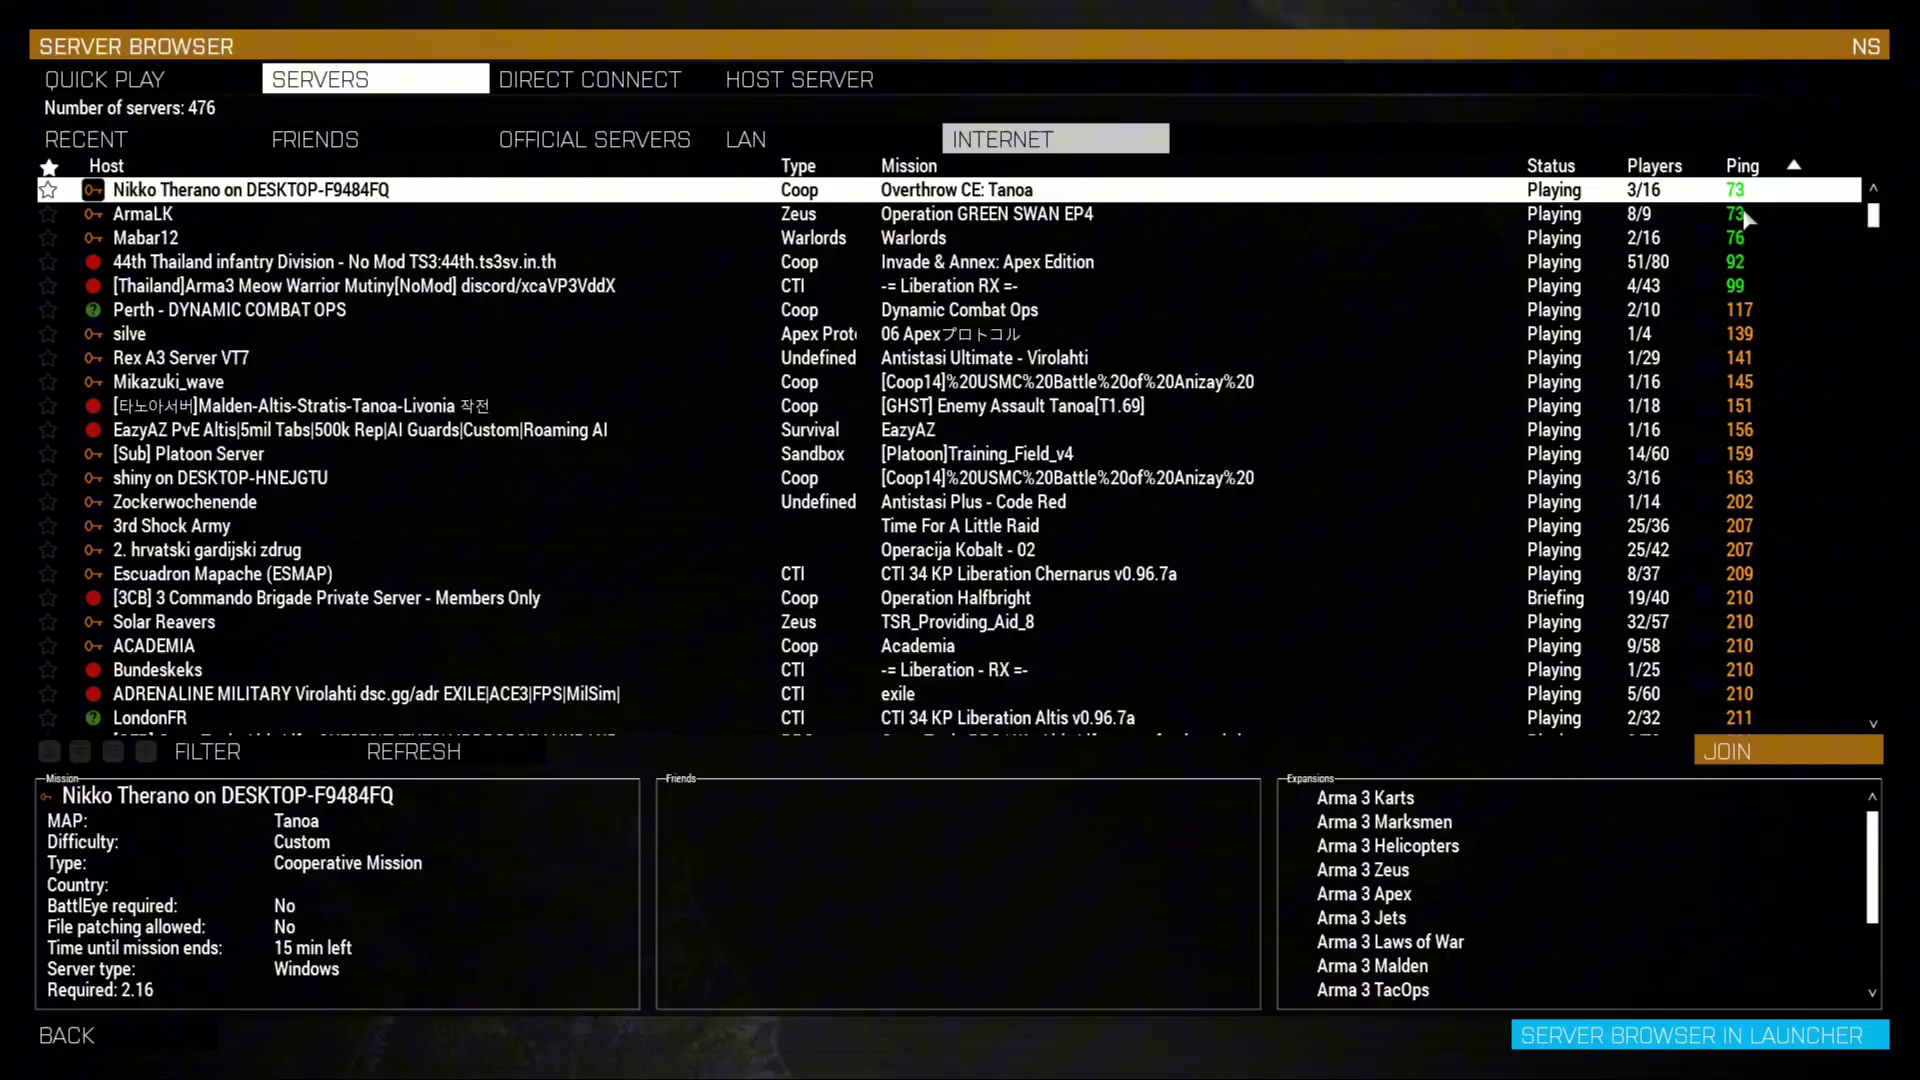 SERVER BROWSER NS
QUICK PLAY SERVERS DIRECT CONNECT HOST SERVER
Number of servers: 476
RECENT FRIENDS OFFICIAL SERVERS LAN INTERNET
Host Type Mission Status Players Ping
Nikko Therano on DESKTOP-F9484FQ Coop Overthrow CE: Tanoa Playing 3/16 73
ArmaLK Zeus Operation GREEN SWAN EP4 Playing 8/9 73
Mabar12 Warlords Warlords Playing 2/16 76
44th Thailand infantry Division - No Mod TS3:44th.ts3sv.in.th Coop Invade & Annex: Apex Edition Playing 51/80 92
[Thailand]Arma3 Meow Warrior Mutiny[NoMod] discord/xcaVP3VddX CTI -= Liberation RX =- Playing 4/43 99
Perth - DYNAMIC COMBAT OPS Coop Dynamic Combat Ops Playing 2/10 117
silve Apex Proto 06 Apexプロトコル Playing 1/4 139
Rex A3 Server VT7 Undefined Antistasi Ultimate - Virolahti Playing 1/29 141
Mikazuki_wave Coop [Coop14]%20USMC%20Battle%20of%20Anizay%20 Playing 1/16 145
[타노아서버]Malden-Altis-Stratis-Tanoa-Livonia 작전 Coop [GHST] Enemy Assault Tanoa[T1.69] Playing 1/18 151
EazyAZ PvE Altis|5mil Tabs|500k Rep|AI Guards|Custom|Roaming AI Survival EazyAZ Playing 1/16 156
[Sub] Platoon Server Sandbox [Platoon]Training_Field_v4 Playing 14/60 159
shiny on DESKTOP-HNEJGTU Coop [Coop14]%20USMC%20Battle%20of%20Anizay%20 Playing 3/16 163
Zockerwochenende Undefined Antistasi Plus - Code Red Playing 1/14 202
3rd Shock Army Time For A Little Raid Playing 25/36 207
2. hrvatski gardijski zdrug Operacija Kobalt - 02 Playing 25/42 207
Escuadron Mapache (ESMAP) CTI CTI 34 KP Liberation Chernarus v0.96.7a Playing 8/37 209
[3CB] 3 Commando Brigade Private Server - Members Only Coop Operation Halfbright Briefing 19/40 210
Solar Reavers Zeus TSR_Providing_Aid_8 Playing 32/57 210
ACADEMIA Coop Academia Playing 9/58 210
Bundeskeks CTI -= Liberation - RX =- Playing 1/25 210
ADRENALINE MILITARY Virolahti dsc.gg/adr EXILE|ACE3|FPS|MilSim| CTI exile Playing 5/60 210
LondonFR CTI CTI 34 KP Liberation Altis v0.96.7a Playing 2/32 211
FILTER REFRESH JOIN
Mission Friends Expansions
Nikko Therano on DESKTOP-F9484FQ
MAP: Tanoa
Difficulty: Custom
Type: Cooperative Mission
Country:
BattlEye required: No
File patching allowed: No
Time until mission ends: 15 min left
Server type: Windows
Required: 2.16
Arma 3 Karts
Arma 3 Marksmen
Arma 3 Helicopters
Arma 3 Zeus
Arma 3 Apex
Arma 3 Jets
Arma 3 Laws of War
Arma 3 Malden
Arma 3 TacOps
BACK SERVER BROWSER IN LAUNCHER